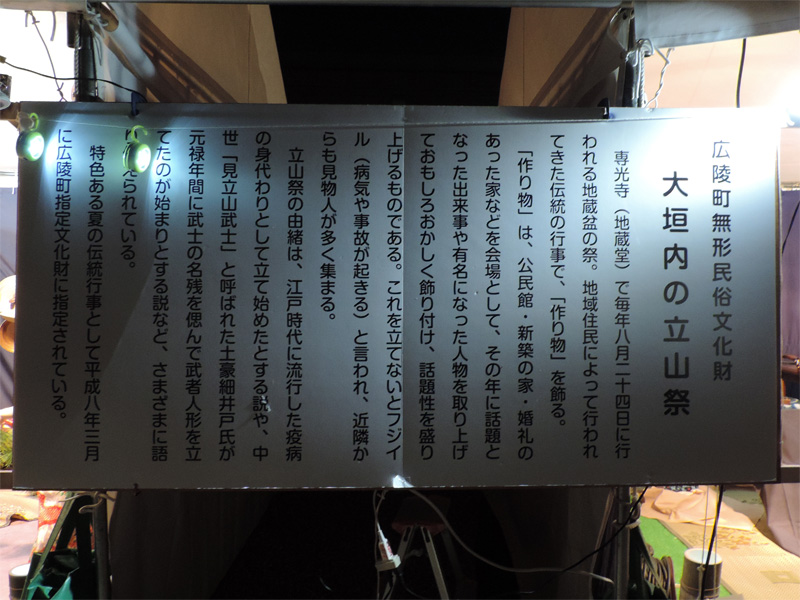 広陵町無形民俗文化財
大垣内の立山祭
専光寺（地蔵堂）で毎年八月二十四日に行
われる地蔵盆の祭。地域住民によって行われ
てきた伝統の行事で、「作り物」を飾る。
「作り物」は、公民館・新築の家・婚礼の
あった家などを会場として、その年に話題と
なった出来事や有名になった人物を取り上げ
ておもしろおかしく飾り付け、話題性を盛り
上げるものである。これを立てないとフジイ
ル（病気や事故が起きる）と言われ、近隣か
らも見物人が多く集まる。
立山祭の由緒は、江戸時代に流行した疫病
の身代わりとして立て始めたとする説や、中
世「見立山武士」と呼ばれた土豪細井戸氏が
元禄年間に武士の名残を偲んで武者人形を立
てたのが始まりとする説など、さまざまに語
り伝えられている。
特色ある夏の伝統行事として平成八年三月
に広陵町指定文化財に指定されている。